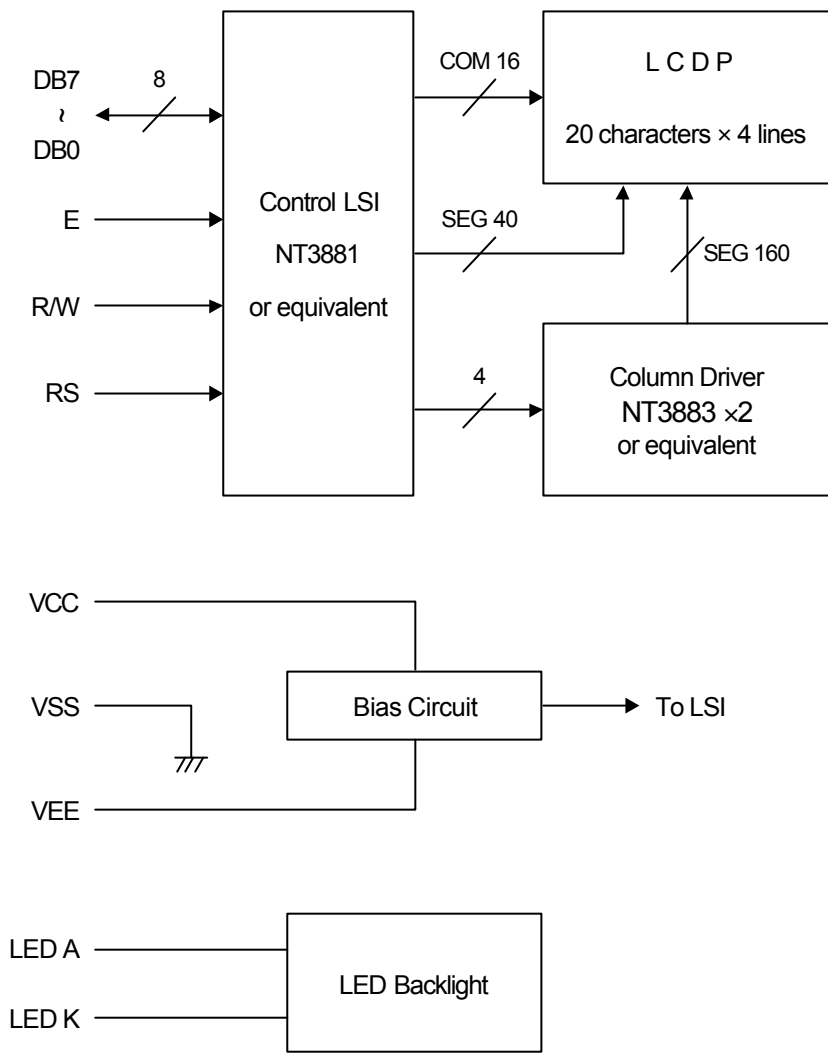 DB7
~
DB0
8
E
R/W
RS
Control LSI
NT3881
or equivalent
COM 16
SEG 40
4
L C D P
20 characters × 4 lines
SEG 160
Column Driver
NT3883 ×2
or equivalent
VCC
VSS
VEE
Bias Circuit
To LSI
LED A
LED K
LED Backlight